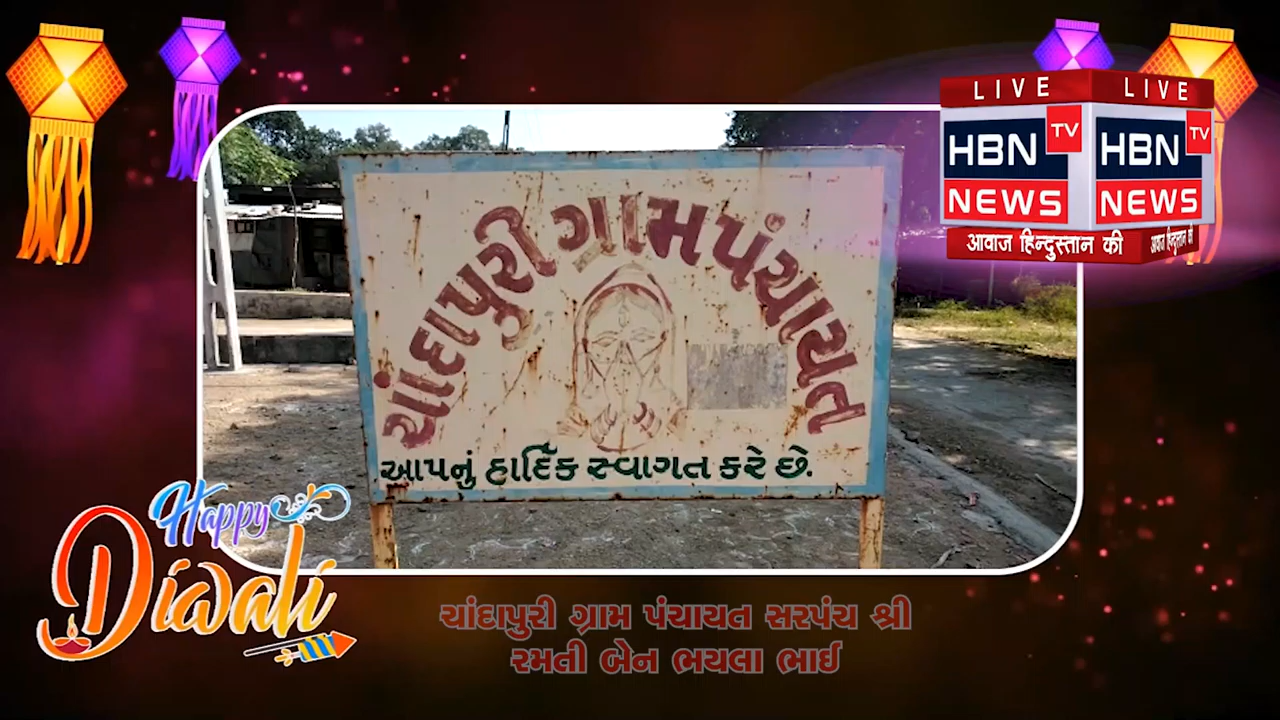 LIVE LIVE
HBN TV HBN TV
NEWS NEWS
आवाज हिन्दुस्तान की आवाज हिन्दुस्तान की
ચાંદાપુરી ગ્રામ પંચાયત
આપનું હાર્દિક સ્વાગત કરે છે.
Happy
Diwali
ચાંદાપુરી ગ્રામ પંચાયત સરપંચ શ્રી
રમતી બેન ભયલા ભાઈ